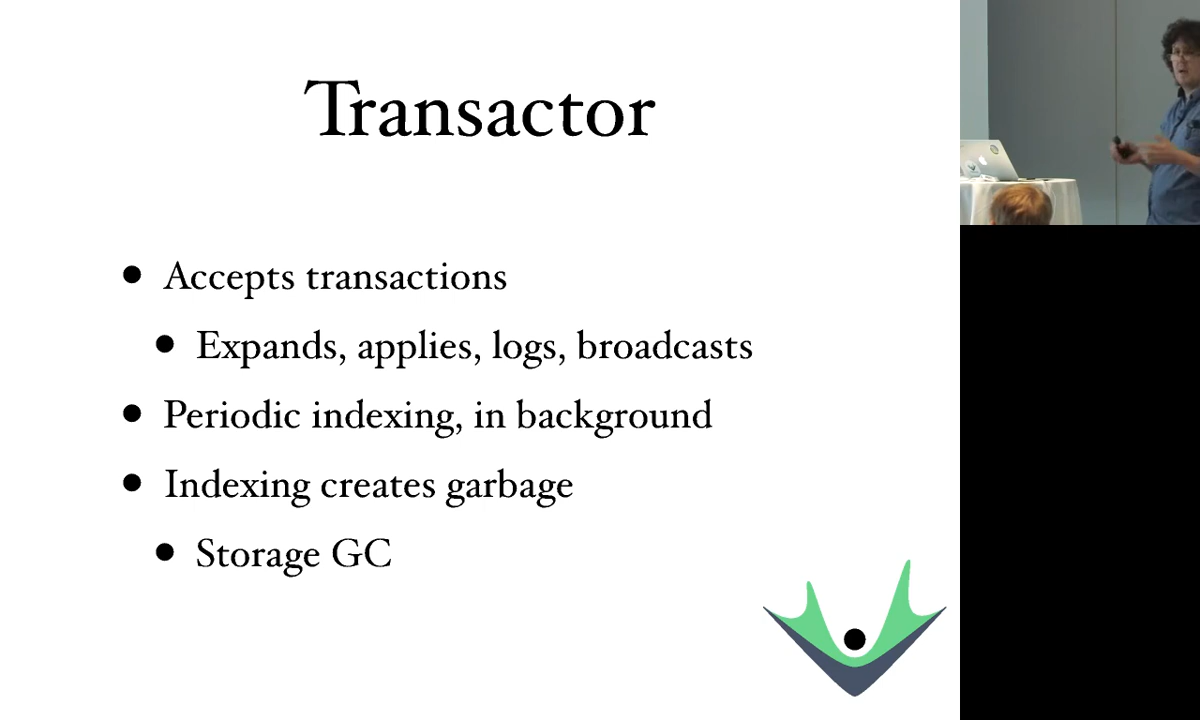 Transactor
• Accepts transactions
• Expands, applies, logs, broadcasts
• Periodic indexing, in background
• Indexing creates garbage
• Storage GC